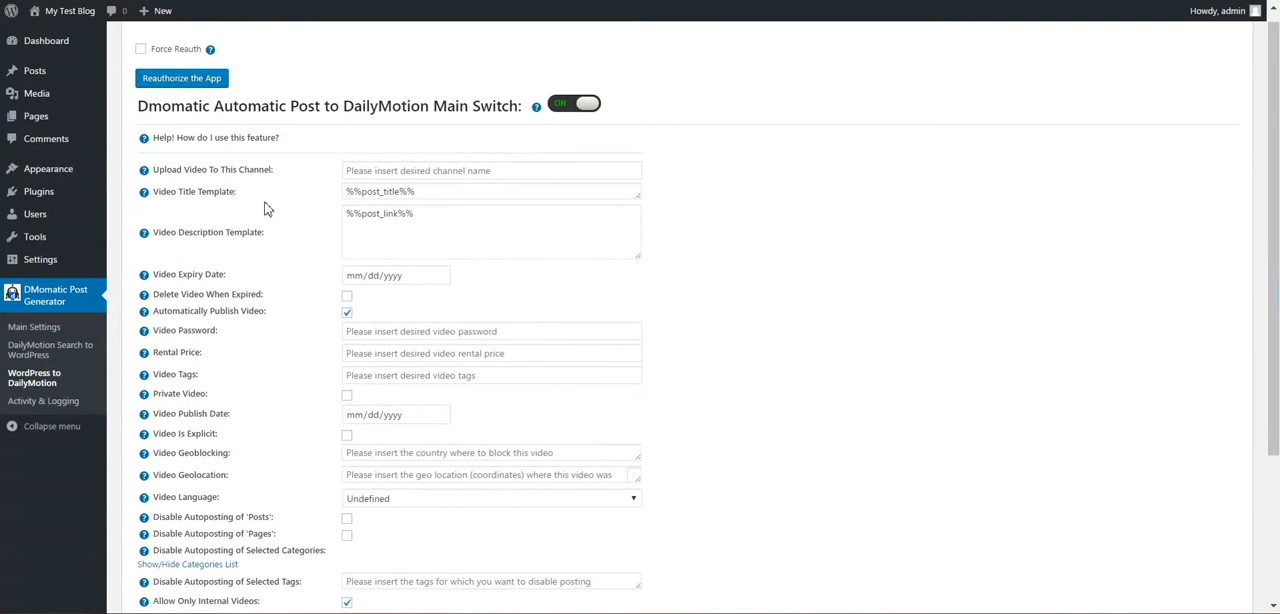 My Test Blog
0
New
Howdy, admin
Dashboard
Posts
Media
Pages
Comments
Appearance
Plugins
Users
Tools
Settings
DMomatic Post
Generator
Main Settings
DailyMotion Search to
WordPress
WordPress to
DailyMotion
Activity & Logging
Collapse menu
Force Reauth ?
Reauthorize the App
Dmomatic Automatic Post to DailyMotion Main Switch: ? ON
? Help! How do I use this feature?
? Upload Video To This Channel: Please insert desired channel name
? Video Title Template: %%post_title%%
? Video Description Template: %%post_link%%
? Video Expiry Date: mm/dd/yyyy
? Delete Video When Expired:
? Automatically Publish Video:
? Video Password: Please insert desired video password
? Rental Price: Please insert desired video rental price
? Video Tags: Please insert desired video tags
? Private Video:
? Video Publish Date: mm/dd/yyyy
? Video Is Explicit:
? Video Geoblocking: Please insert the country where to block this video
? Video Geolocation: Please insert the geo location (coordinates) where this video was
? Video Language: Undefined
? Disable Autoposting of 'Posts':
? Disable Autoposting of 'Pages':
? Disable Autoposting of Selected Categories:
Show/Hide Categories List
? Disable Autoposting of Selected Tags: Please insert the tags for which you want to disable posting
? Allow Only Internal Videos: